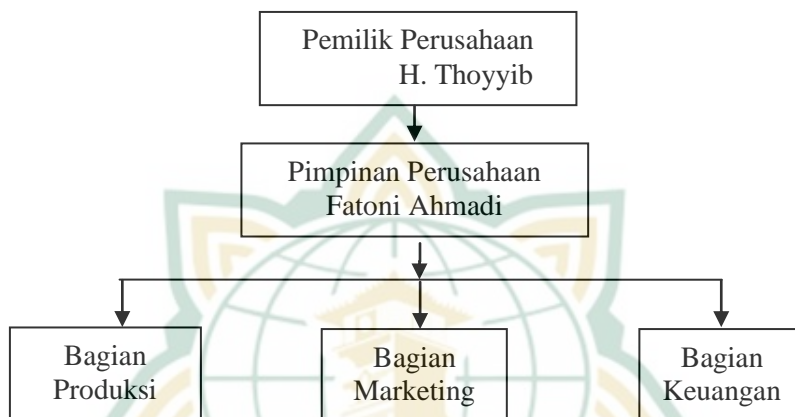 Pemilik Perusahaan
H. Thoyyib
Pimpinan Perusahaan
Fatoni Ahmadi
Bagian
Produksi
Bagian
Marketing
Bagian
Keuangan